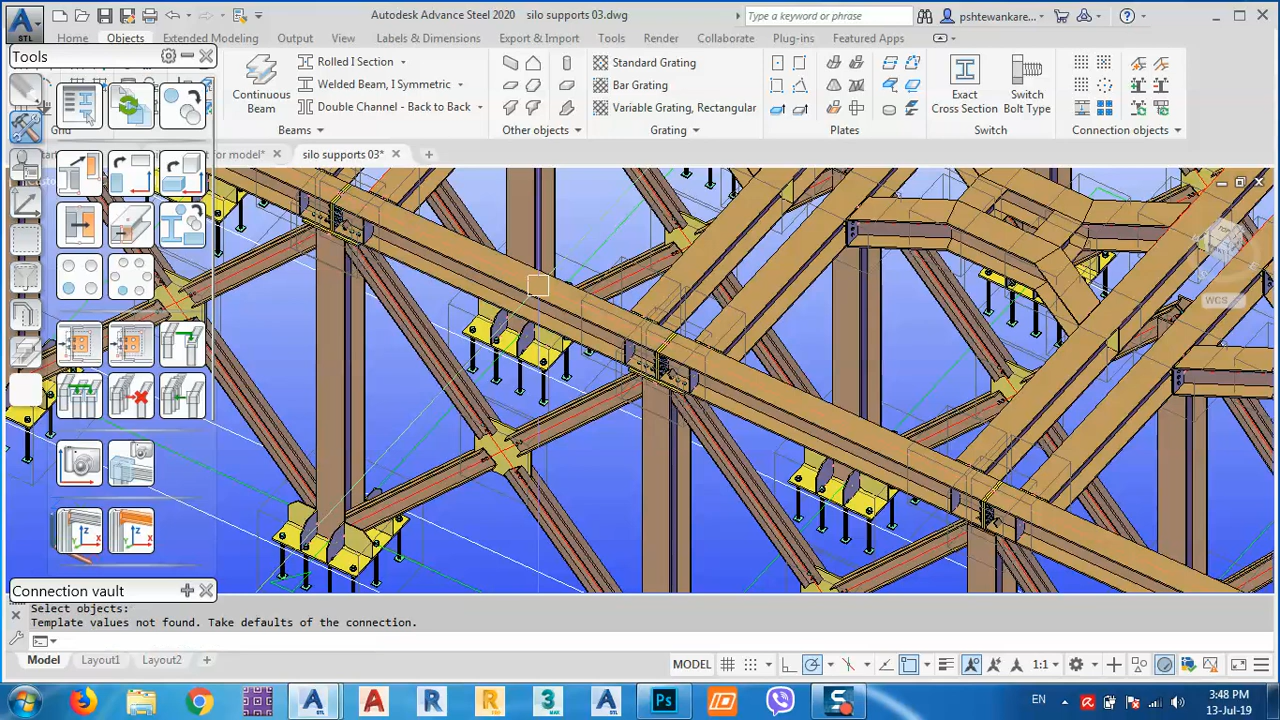 Autodesk Advance Steel 2020
silo supports 03.dwg
Type a keyword or phrase
pshtewankare...
STL
Home
Objects
Extended Modeling
Output
View
Labels & Dimensions
Export & Import
Tools
Render
Collaborate
Plug-ins
Featured Apps
Tools
Continuous
Beam
Rolled I Section
Welded Beam, I Symmetric
Double Channel - Back to Back
Beams
Other objects
Standard Grating
Bar Grating
Variable Grating, Rectangular
Grating
Plates
Exact
Cross Section
Switch
Bolt Type
Switch
Connection objects
for model*
silo supports 03*
TOP
WCS
Connection vault
Select objects:
Template values not found. Take defaults of the connection.
Model
Layout1
Layout2
MODEL
1:1
EN
3:48 PM
13-Jul-19